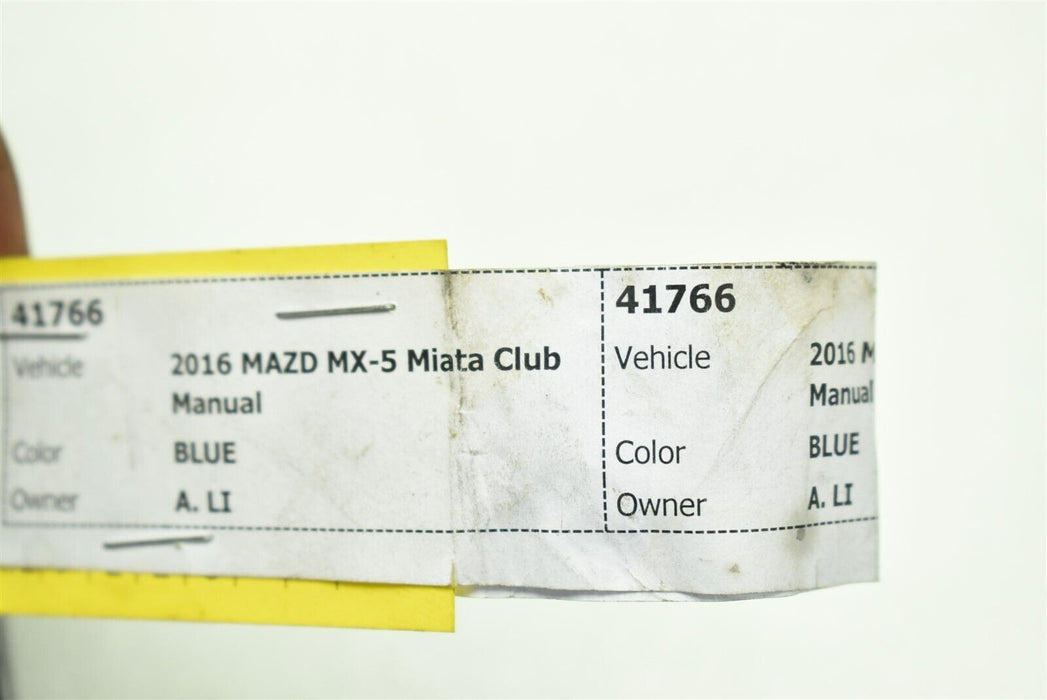 41766
Vehicle 2016 MAZD MX-5 Miata Club
Manual
Color BLUE
Owner A. LI
41766
Vehicle 2016 M
Manual
Color BLUE
Owner A. LI